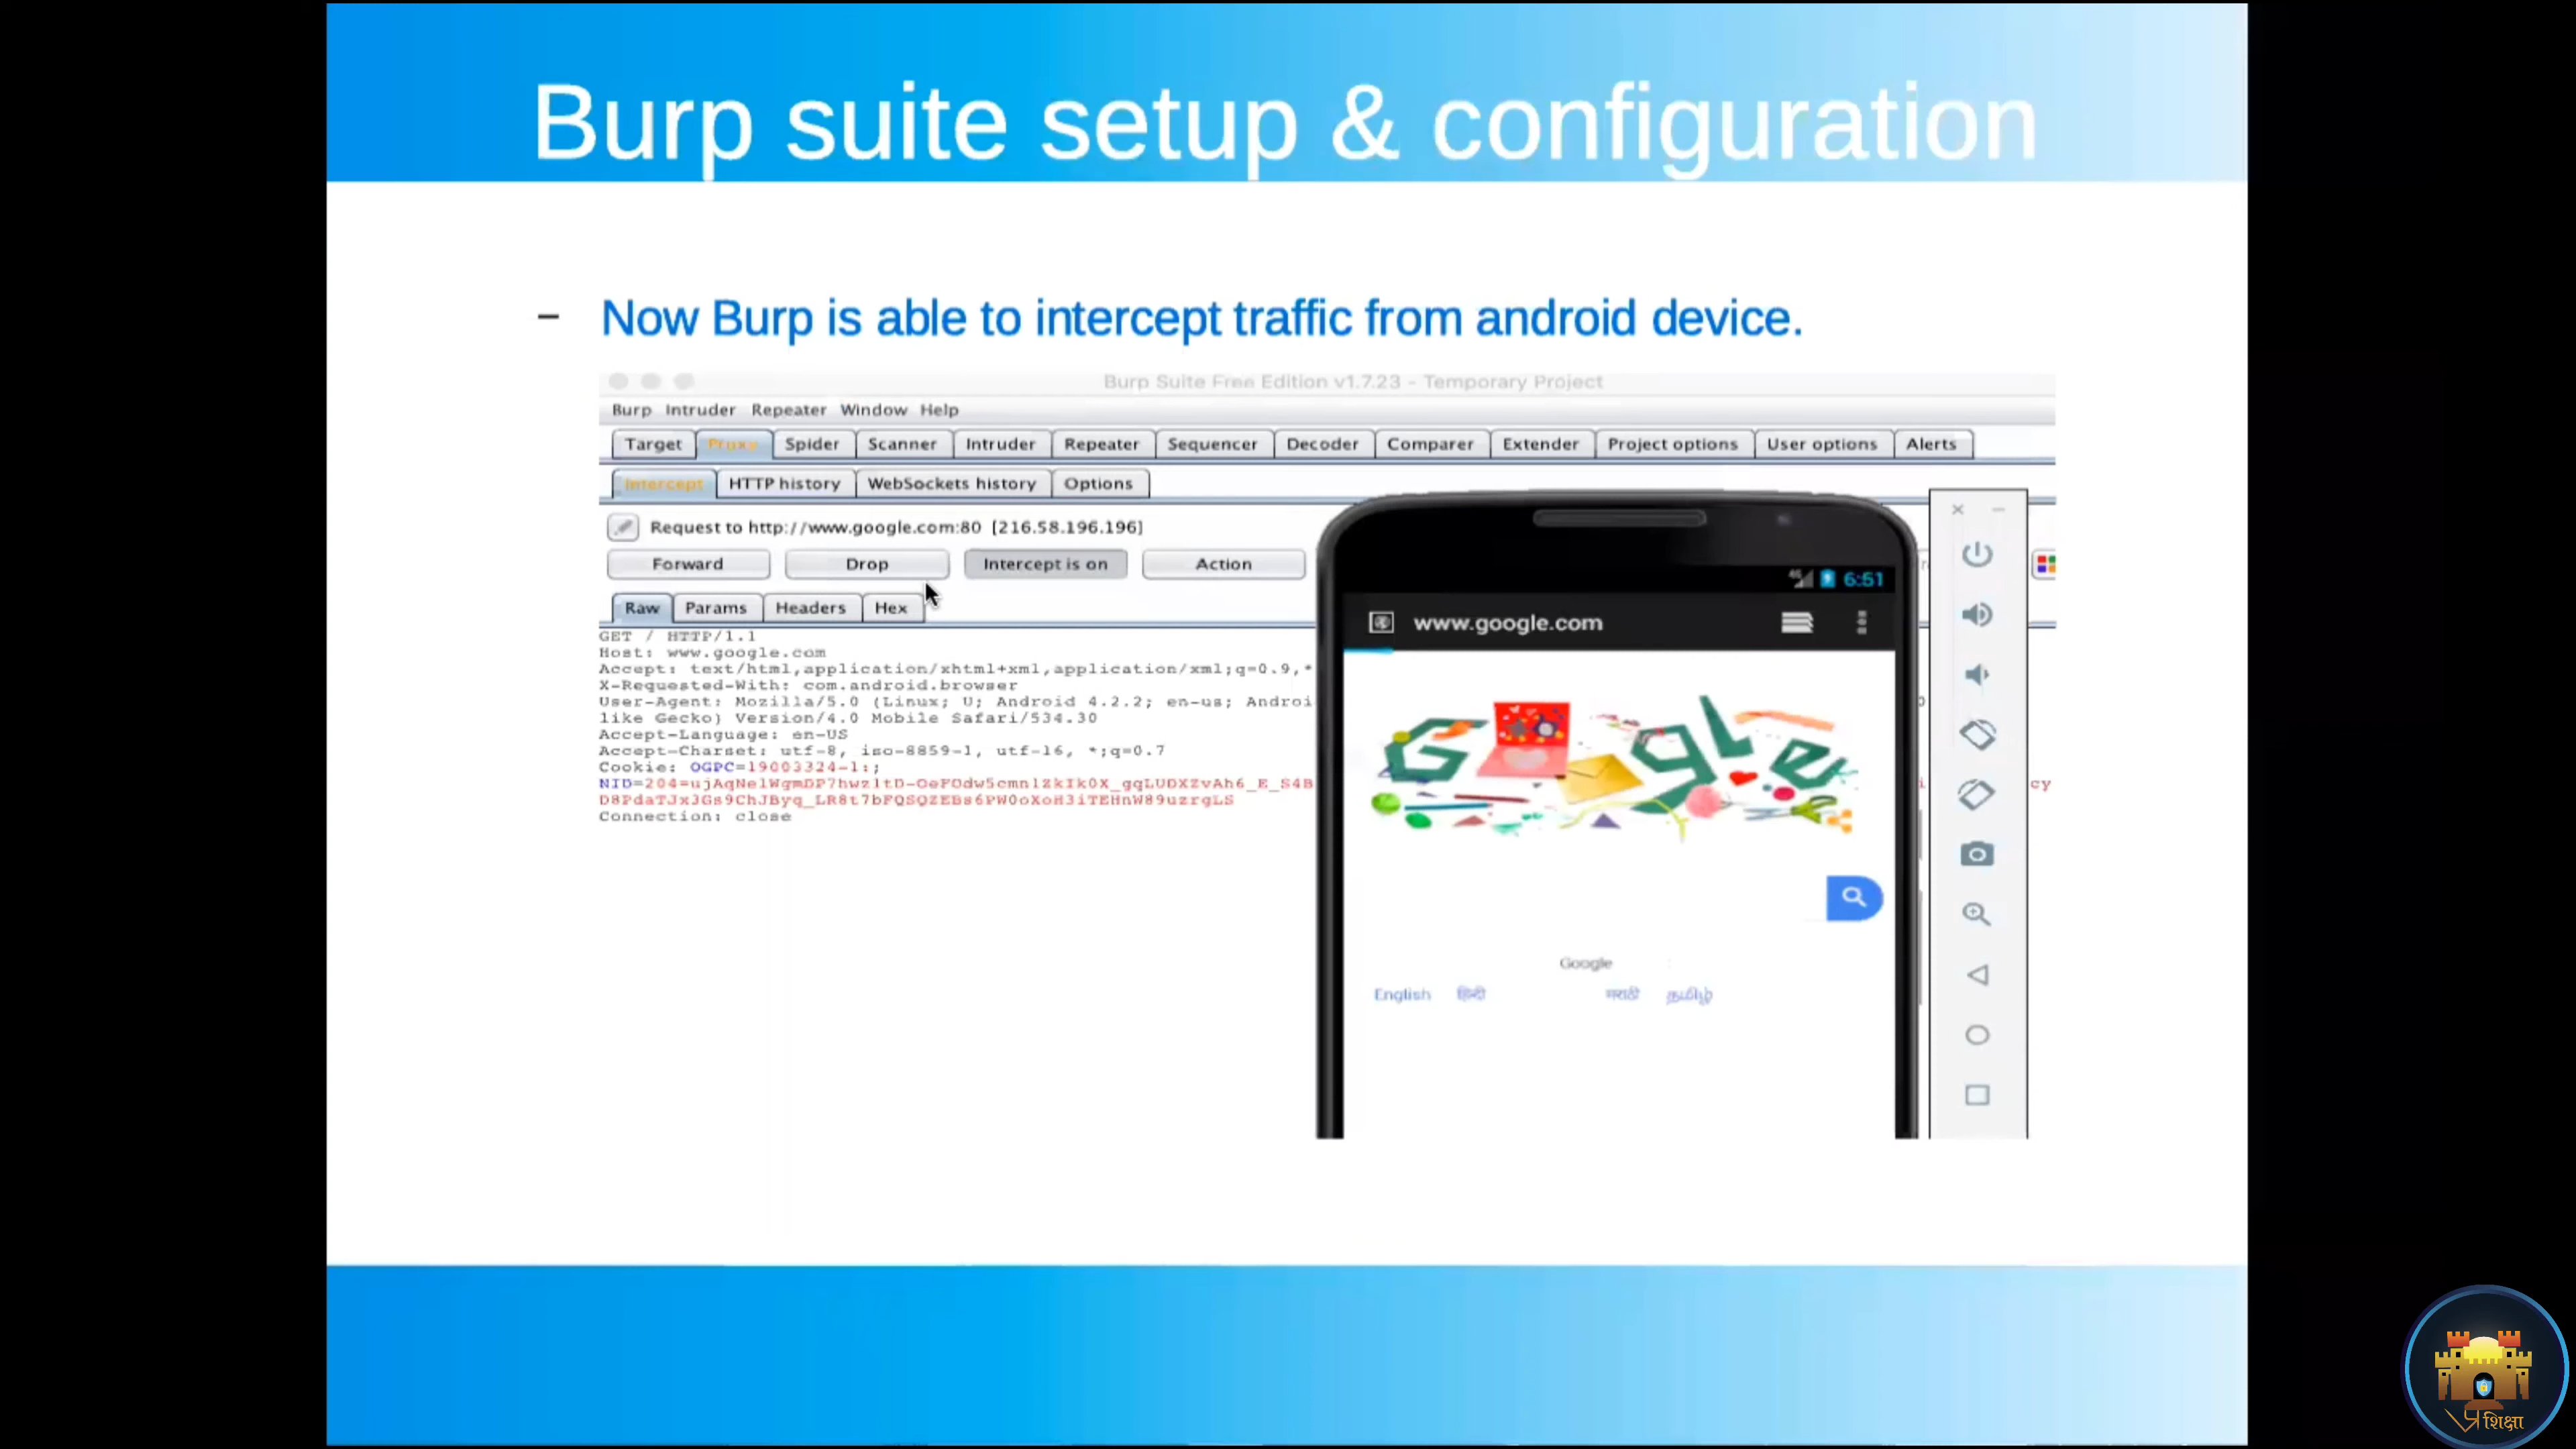 Burp suite setup & configuration
– Now Burp is able to intercept traffic from android device.
Burp Suite Free Edition v1.7.23 - Temporary Project
Burp Intruder Repeater Window Help
Target Proxy Spider Scanner Intruder Repeater Sequencer Decoder Comparer Extender Project options User options Alerts
Intercept HTTP history WebSockets history Options
Request to http://www.google.com:80 [216.58.196.196]
Forward Drop Intercept is on Action
Raw Params Headers Hex
GET / HTTP/1.1
Host: www.google.com
Accept: text/html,application/xhtml+xml,application/xml;q=0.9,*
X-Requested-With: com.android.browser
User-Agent: Mozilla/5.0 (Linux; U; Android 4.2.2; en-us; Androi
like Gecko) Version/4.0 Mobile Safari/534.30
Accept-Language: en-US
Accept-Charset: utf-8, iso-8859-1, utf-16, *;q=0.7
Cookie: OGPC=19003324-1:;
Connection: close
4G 6:51
www.google.com
Google
Google
English हिन्दी मराठी தமிழ்
प्रशिक्षा